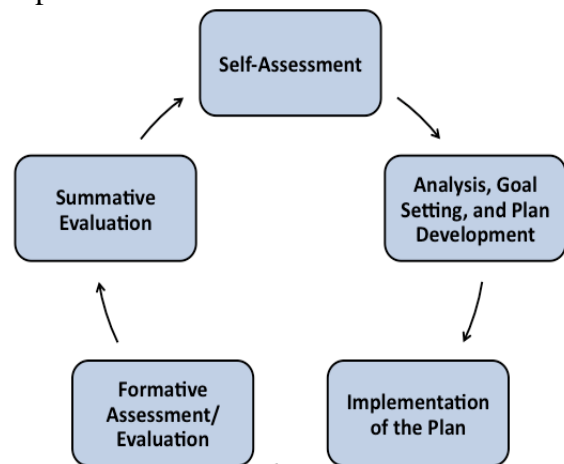 Self-Assessment
Analysis, Goal
Setting, and Plan
Development
Implementation
of the Plan
Formative
Assessment/
Evaluation
Summative
Evaluation